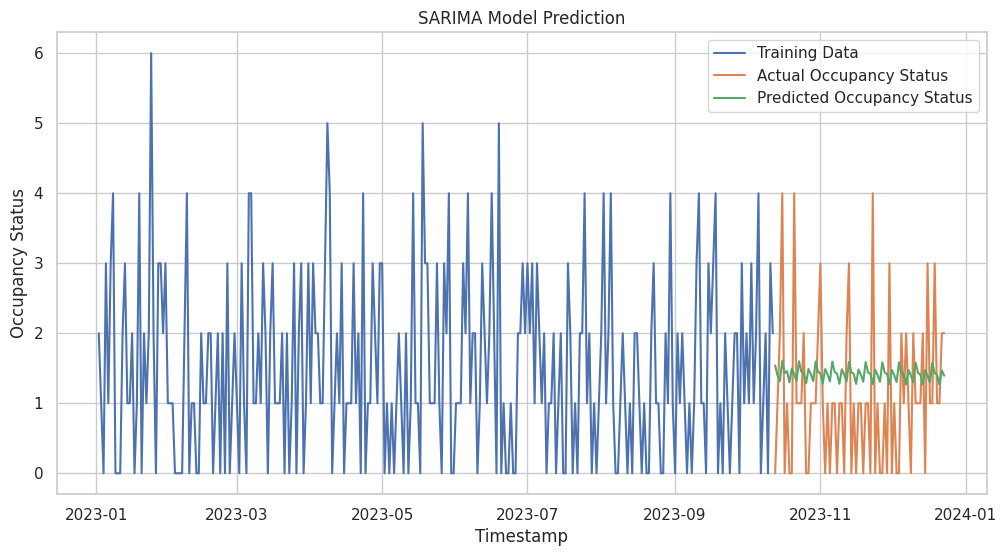 SARIMA Model Prediction
Training Data
Actual Occupancy Status
Predicted Occupancy Status
Occupancy Status
6
5
4
3
2
1
0
2023-01
2023-03
2023-05
2023-07
2023-09
2023-11
2024-01
Timestamp